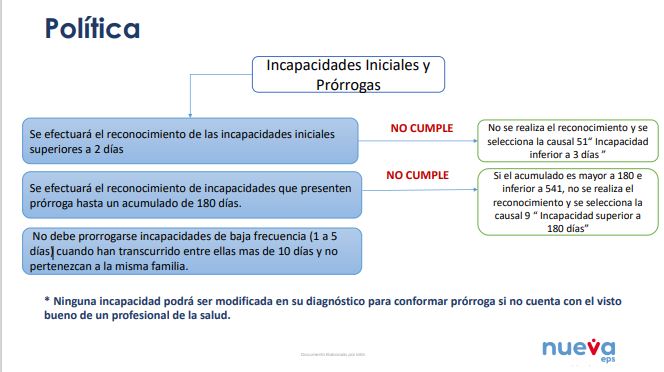 Política
Incapacidades Iniciales y
Prórrogas
Se efectuará el reconocimiento de las incapacidades iniciales
superiores a 2 días
NO CUMPLE
No se realiza el reconocimiento y se
selecciona la causal 51“ Incapacidad
inferior a 3 días ”
Se efectuará el reconocimiento de incapacidades que presenten
prórroga hasta un acumulado de 180 días.
NO CUMPLE
Si el acumulado es mayor a 180 e
inferior a 541, no se realiza el
reconocimiento y se selecciona la
causal 9 “ Incapacidad superior a
180 días”
No debe prorrogarse incapacidades de baja frecuencia (1 a 5
días) cuando han transcurrido entre ellas mas de 10 días y no
pertenezcan a la misma familia.
* Ninguna incapacidad podrá ser modificada en su diagnóstico para conformar prórroga si no cuenta con el visto
bueno de un profesional de la salud.
Documento Elaborado por
nueva
eps